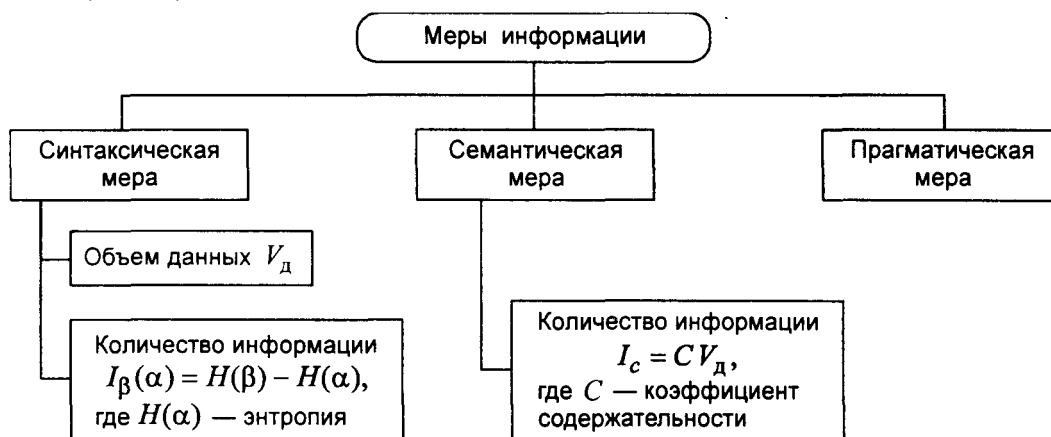 Меры информации
Синтаксическая
мера
Семантическая
мера
Прагматическая
мера
Объем данных V_д
Количество информации
I_β(α) = H(β) – H(α),
где H(α) — энтропия
Количество информации
I_c = C V_д,
где C — коэффициент
содержательности